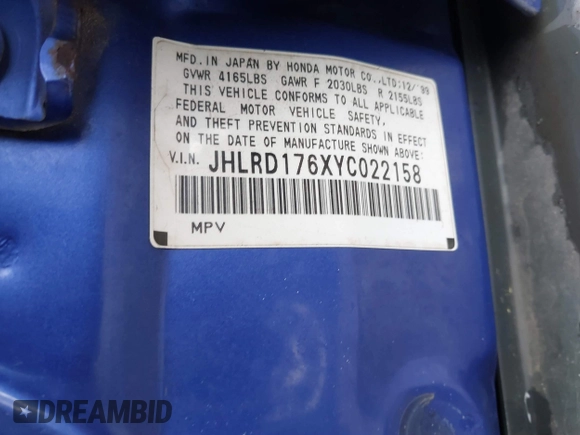 MFD. IN JAPAN BY HONDA MOTOR CO., LTD. 12/'99
GVWR 4165LBS GAWR F 2030LBS R 2155LBS
THIS VEHICLE CONFORMS TO ALL APPLICABLE
FEDERAL MOTOR VEHICLE SAFETY,
AND THEFT PREVENTION STANDARDS IN EFFECT
ON THE DATE OF MANUFACTURE SHOWN ABOVE.
V.I.N. JHLRD176XYC022158
MPV
DREAMBID